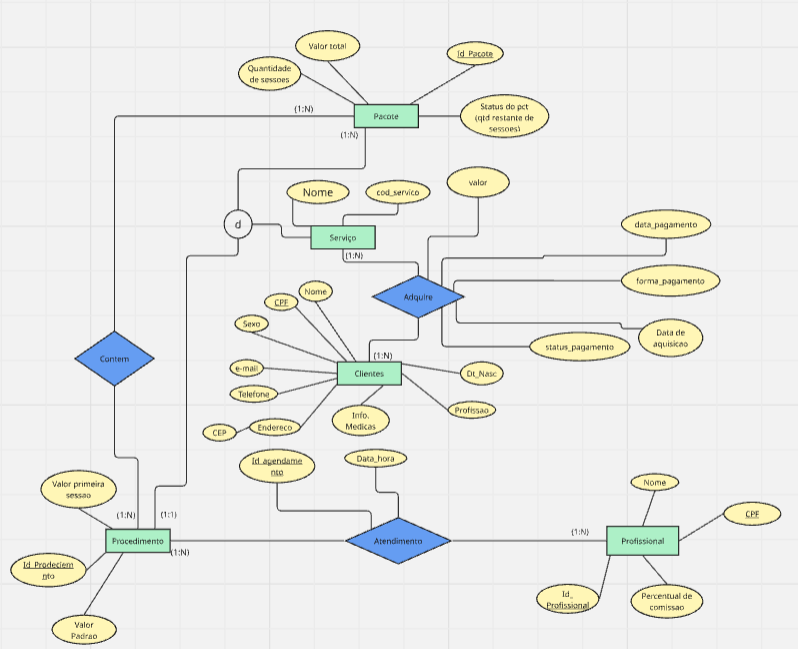 Valor total
Id_Pacote
Quantidade
de sessoes
(1:N)
Pacote
Status do pct
(qtd restante de
sessoes)
(1:N)
Nome
cod_servico
valor
d
Serviço
(1:N)
data_pagamento
Adquire
forma_pagamento
Nome
CPF
Sexo
Data de
aquisicao
status_pagamento
Contem
(1:N)
e-mail
Clientes
Dt_Nasc
Telefone
Profissao
Info.
Medicas
CEP
Endereco
Id_agendame
nto
Data_hora
Valor primeira
sessao
Nome
(1:N)
(1:1)
CPF
Procedimento
(1:N)
Atendimento
(1:N)
Profissional
Id_Prodeciem
nto
Id_
Profissional
Percentual de
comissao
Valor
Padrao